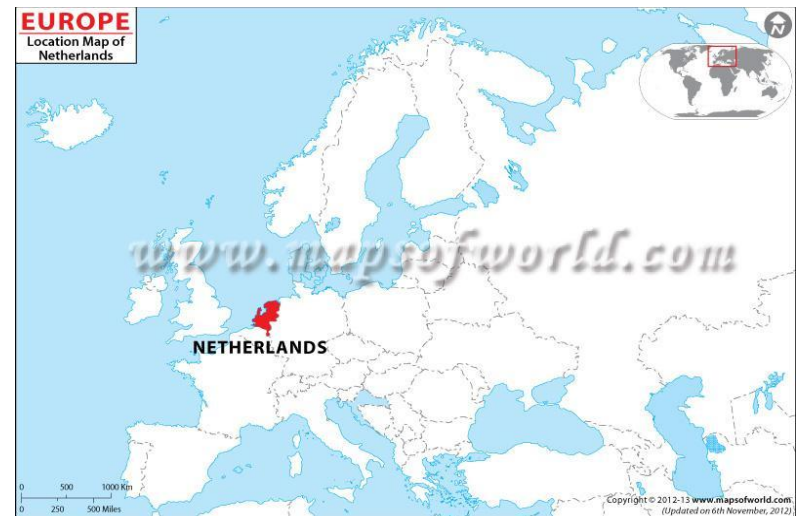 EUROPE
Location Map of
Netherlands
N
www.mapsofworld.com
NETHERLANDS
0 500 1000 Km
0 250 500 Miles
Copyright © 2012-13 www.mapsofworld.com
(Updated on 6th November, 2012)